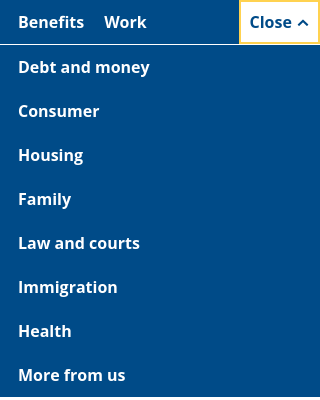 Benefits Work Close
Debt and money
Consumer
Housing
Family
Law and courts
Immigration
Health
More from us